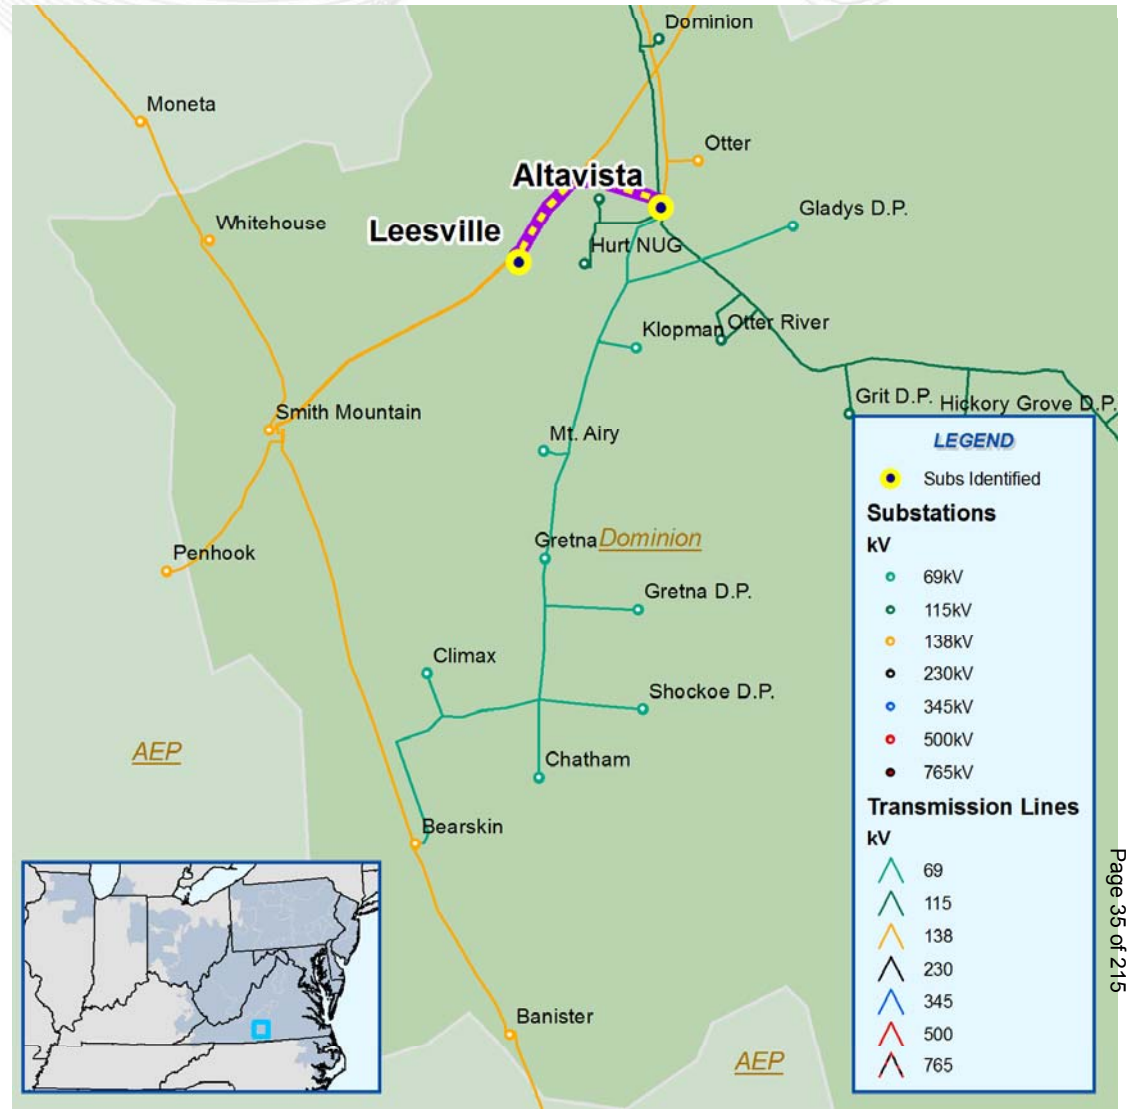 Dominion
Moneta
Otter
Altavista
Gladys D.P.
Whitehouse
Leesville
Hurt NUG
Klopman
Otter River
Grit D.P.
Hickory Grove D.P.
Smith Mountain
Mt. Airy
Gretna
Dominion
Penhook
Gretna D.P.
Climax
Shockoe D.P.
AEP
Chatham
Bearskin
Banister
AEP
LEGEND
Subs Identified
Substations
kV
69kV
115kV
138kV
230kV
345kV
500kV
765kV
Transmission Lines
kV
69
115
138
230
345
500
765
Page 35 of 215